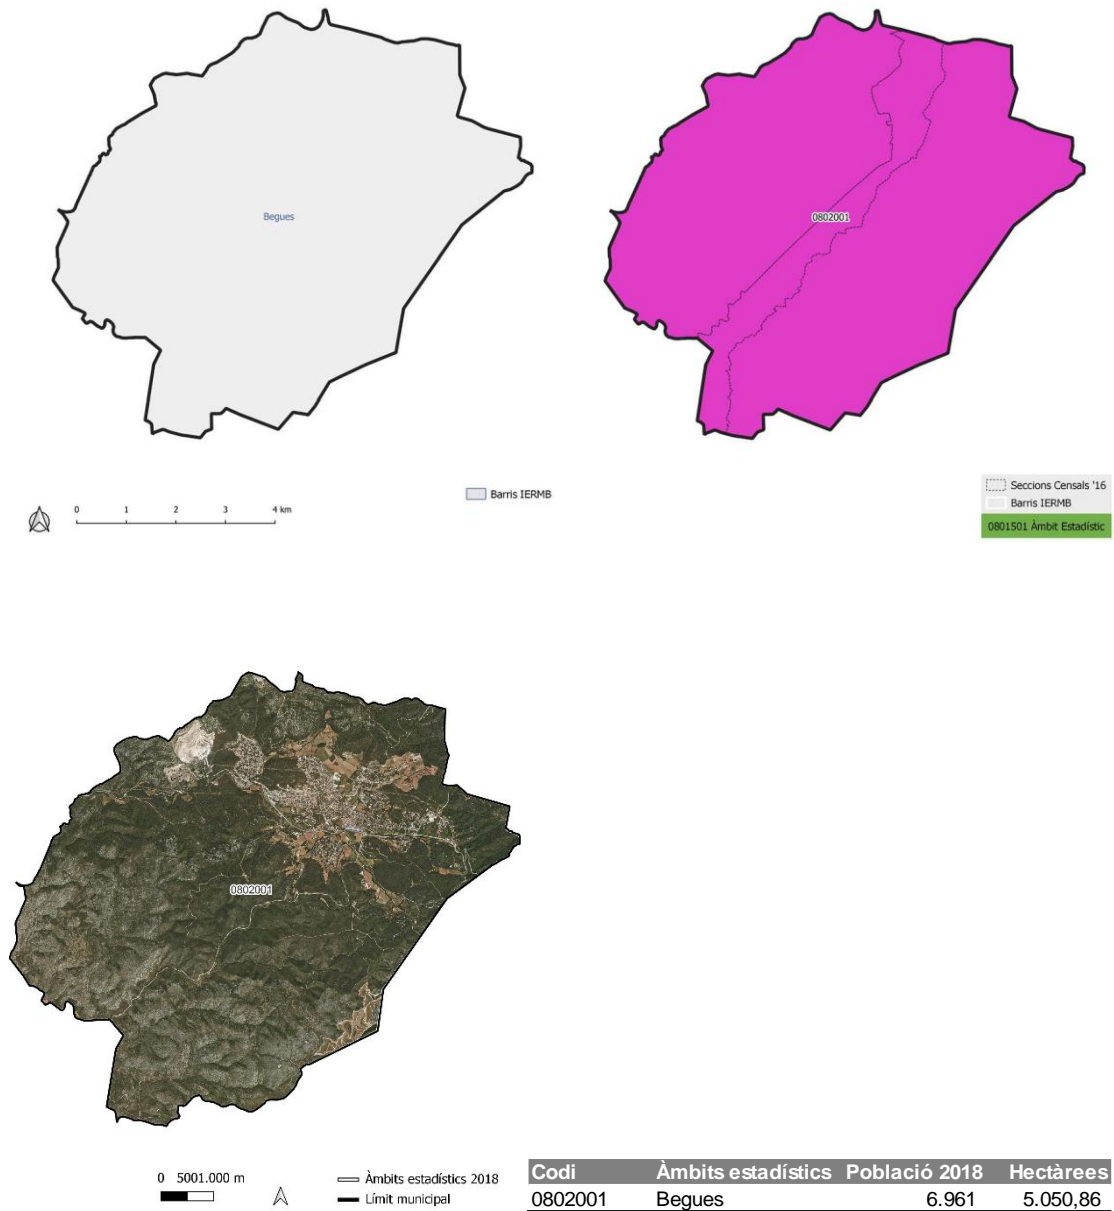 Begues
0802001
0 1 2 3 4 km
Barris IERMB
Seccions Censals '16
Barris IERMB
0801501 Àmbit Estadístic
0802001
0 5001.000 m
Àmbits estadístics 2018
Límit municipal
Codi Àmbits estadístics Població 2018 Hectàrees
0802001 Begues 6.961 5.050,86